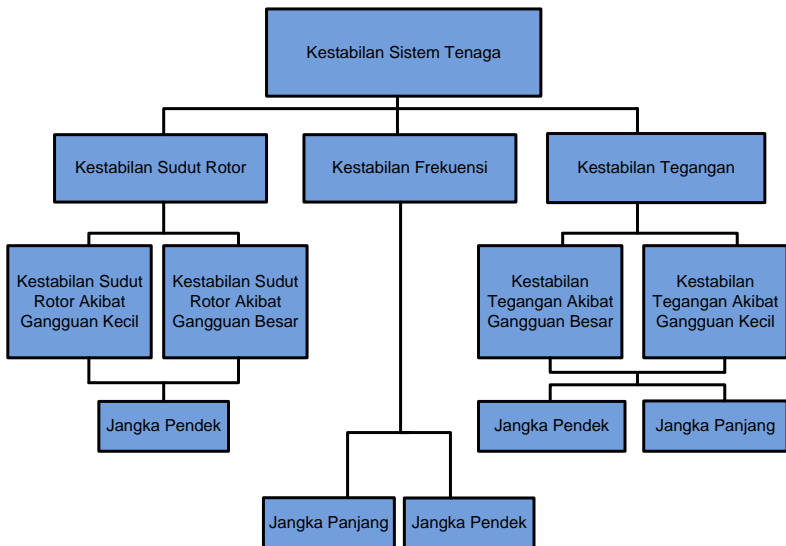 Kestabilan Sistem Tenaga
Kestabilan Sudut Rotor
Kestabilan Frekuensi
Kestabilan Tegangan
Kestabilan Sudut
Rotor Akibat
Gangguan Kecil
Kestabilan Sudut
Rotor Akibat
Gangguan Besar
Kestabilan
Tegangan Akibat
Gangguan Besar
Kestabilan
Tegangan Akibat
Gangguan Kecil
Jangka Pendek
Jangka Pendek
Jangka Panjang
Jangka Panjang
Jangka Pendek